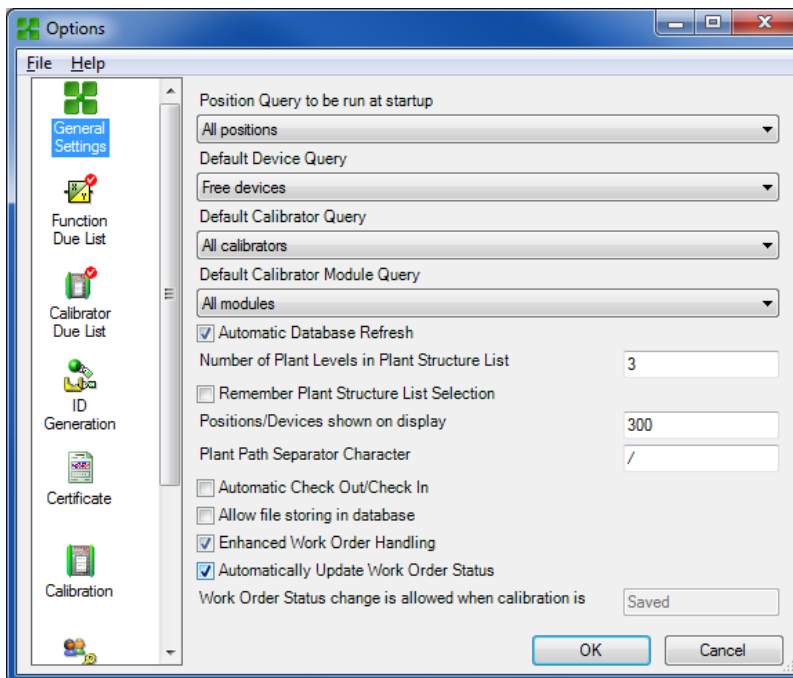 Options
File Help
General
Settings
Function
Due List
Calibrator
Due List
ID
Generation
Certificate
Calibration
Position Query to be run at startup
All positions
Default Device Query
Free devices
Default Calibrator Query
All calibrators
Default Calibrator Module Query
All modules
Automatic Database Refresh
Number of Plant Levels in Plant Structure List 3
Remember Plant Structure List Selection
Positions/Devices shown on display 300
Plant Path Separator Character /
Automatic Check Out/Check In
Allow file storing in database
Enhanced Work Order Handling
Automatically Update Work Order Status
Work Order Status change is allowed when calibration is Saved
OK Cancel